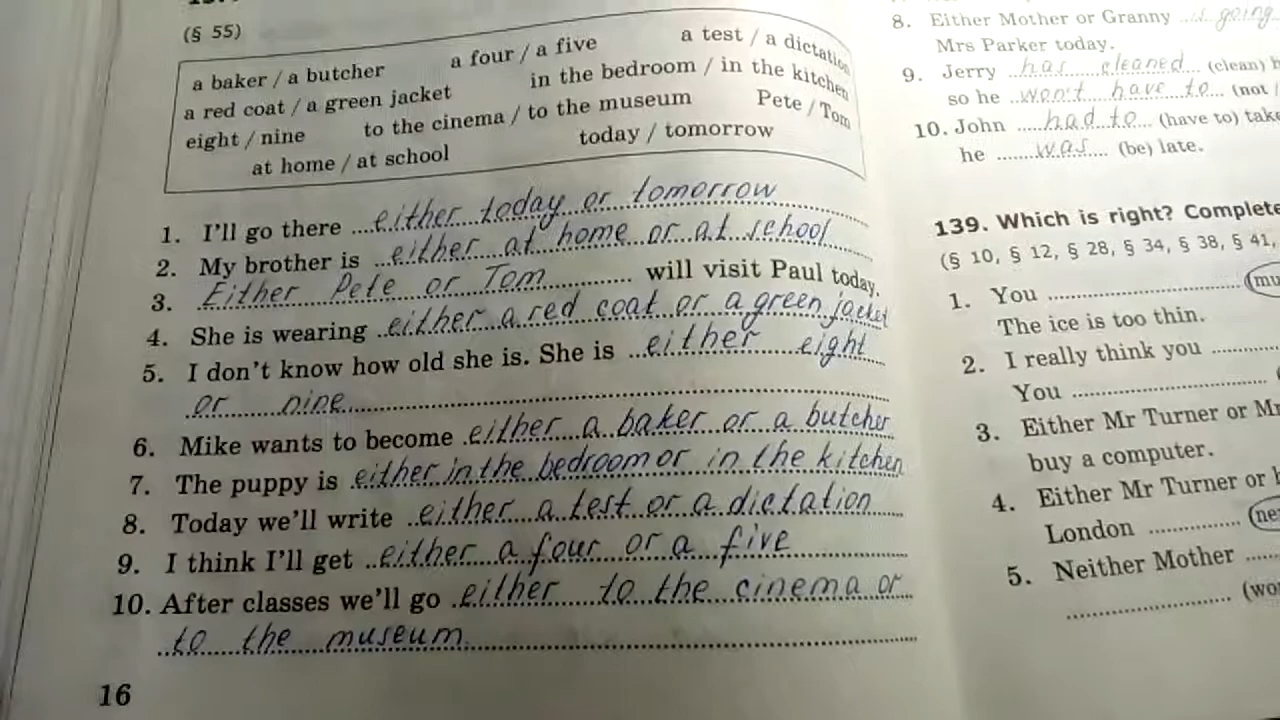 (§ 55)
a baker / a butcher a four / a five a test / a dictation
a red coat / a green jacket in the bedroom / in the kitchen
eight / nine to the cinema / to the museum Pete / Tom
at home / at school today / tomorrow
1. I'll go there either today or tomorrow
2. My brother is either at home or at school
3. Either Pete or Tom will visit Paul today.
4. She is wearing either a red coat or a green jacket
5. I don't know how old she is. She is either eight
or nine
6. Mike wants to become either a baker or a butcher
7. The puppy is either in the bedroom or in the kitchen
8. Today we'll write either a test or a dictation
9. I think I'll get either a four or a five
10. After classes we'll go either to the cinema or
to the museum
16
8. Either Mother or Granny is going
Mrs Parker today.
9. Jerry has cleaned (clean)
so he won't have to (not /
10. John had to (have to) take
he was (be) late.
139. Which is right? Complete
(§ 10, § 12, § 28, § 34, § 38, § 41,
1. You (mu
The ice is too thin.
2. I really think you
You
3. Either Mr Turner or Mr
buy a computer.
4. Either Mr Turner or
London (ne
5. Neither Mother
(wo